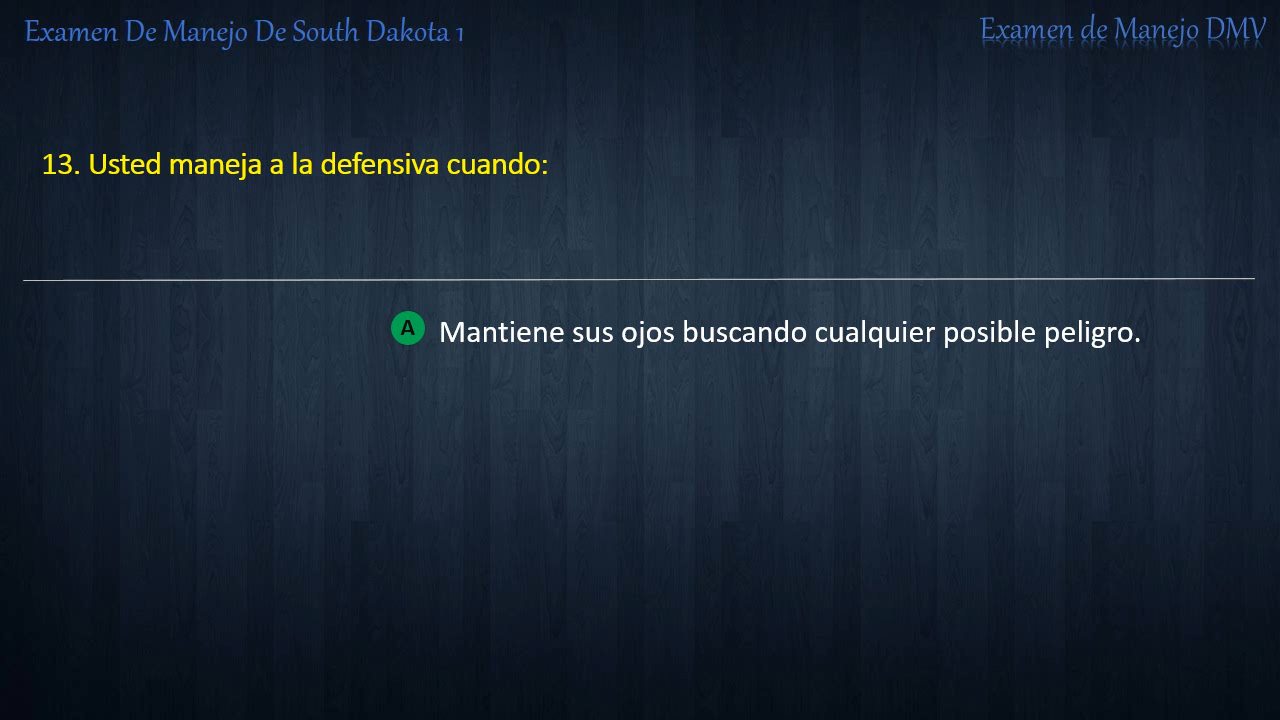 Examen De Manejo De South Dakota 1
Examen de Manejo DMV
13. Usted maneja a la defensiva cuando:
A Mantiene sus ojos buscando cualquier posible peligro.